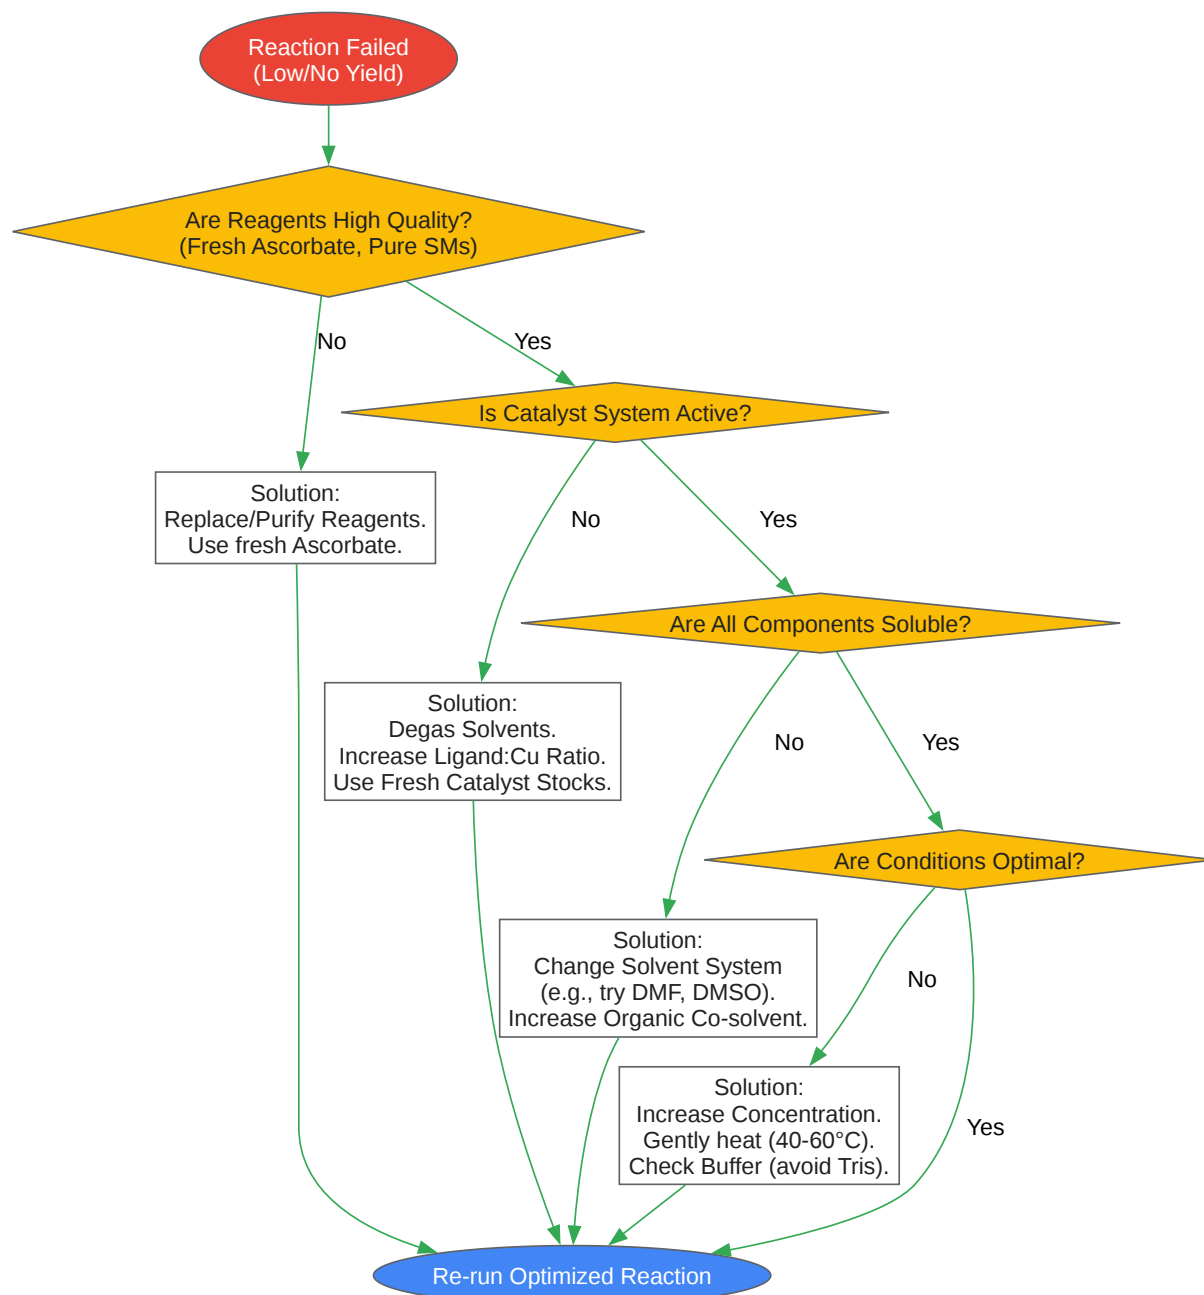 Reaction Failed
(Low/No Yield)
Are Reagents High Quality?
(Fresh Ascorbate, Pure SMs)
No
Yes
Is Catalyst System Active?
Solution:
Replace/Purify Reagents.
Use fresh Ascorbate.
No
Yes
Are All Components Soluble?
Solution:
Degas Solvents.
Increase Ligand:Cu Ratio.
Use Fresh Catalyst Stocks.
No
Yes
Are Conditions Optimal?
Solution:
Change Solvent System
(e.g., try DMF, DMSO).
Increase Organic Co-solvent.
No
Yes
Solution:
Increase Concentration.
Gently heat (40-60°C).
Check Buffer (avoid Tris).
Re-run Optimized Reaction